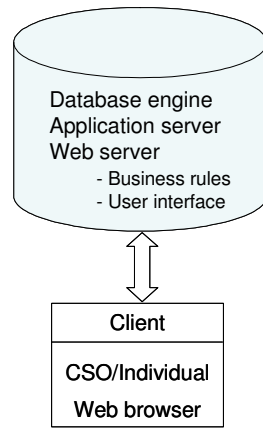 Database engine
Application server
Web server
- Business rules
- User interface
Client
CSO/Individual
Web browser